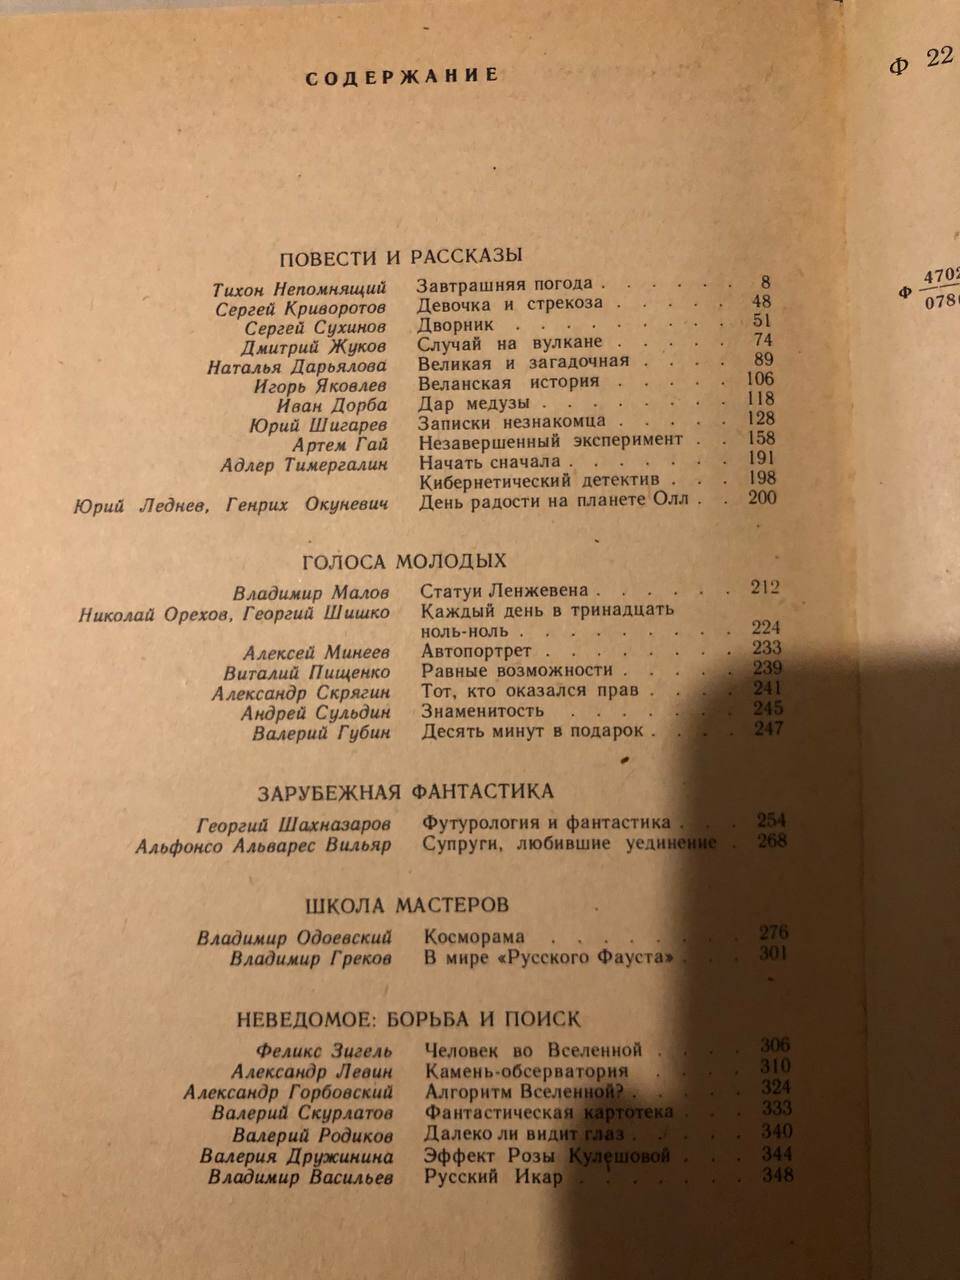 СОДЕРЖАНИЕ
ПОВЕСТИ И РАССКАЗЫ
Тихон Непомнящий Завтрашняя погода . . . . . . 8
Сергей Криворотов Девочка и стрекоза . . . . . 48
Сергей Сухинов Дворник . . . . . . . . . 51
Дмитрий Жуков Случай на вулкане . . . . . 74
Наталья Дарьялова Великая и загадочная . . . . 89
Игорь Яковлев Веланская история . . . . . 106
Иван Дорба Дар медузы . . . . . . . . 118
Юрий Шигарев Записки незнакомца . . . . . 128
Артем Гай Незавершенный эксперимент . . 158
Адлер Тимергалин Начать сначала . . . . . . . 191
Кибернетический детектив . . . 198
Юрий Леднев, Генрих Окуневич День радости на планете Олл . . 200
ГОЛОСА МОЛОДЫХ
Владимир Малов Статуи Ленжевена . . . . . . 212
Николай Орехов, Георгий Шишко Каждый день в тринадцать
ноль-ноль . . . . . . . . . 224
Алексей Минеев Автопортрет . . . . . . . . 233
Виталий Пищенко Равные возможности . . . . . 239
Александр Скрягин Тот, кто оказался прав . . . . 241
Андрей Сульдин Знаменитость . . . . . . . 245
Валерий Губин Десять минут в подарок . . . . 247
ЗАРУБЕЖНАЯ ФАНТАСТИКА
Георгий Шахназаров Футурология и фантастика . . . 254
Альфонсо Альварес Вильяр Супруги, любившие уединение . 268
ШКОЛА МАСТЕРОВ
Владимир Одоевский Косморама . . . . . . . . 276
Владимир Греков В мире «Русского Фауста» . . . 301
НЕВЕДОМОЕ: БОРЬБА И ПОИСК
Феликс Зигель Человек во Вселенной . . . . 306
Александр Левин Камень-обсерватория . . . . 310
Александр Горбовский Алгоритм Вселенной? . . . . . 324
Валерий Скурлатов Фантастическая картотека . . . 333
Валерий Родиков Далеко ли видит глаз . . . . . 340
Валерия Дружинина Эффект Розы Кулешовой . . . 344
Владимир Васильев Русский Икар . . . . . . . 348
Ф 22
Ф 4702
078